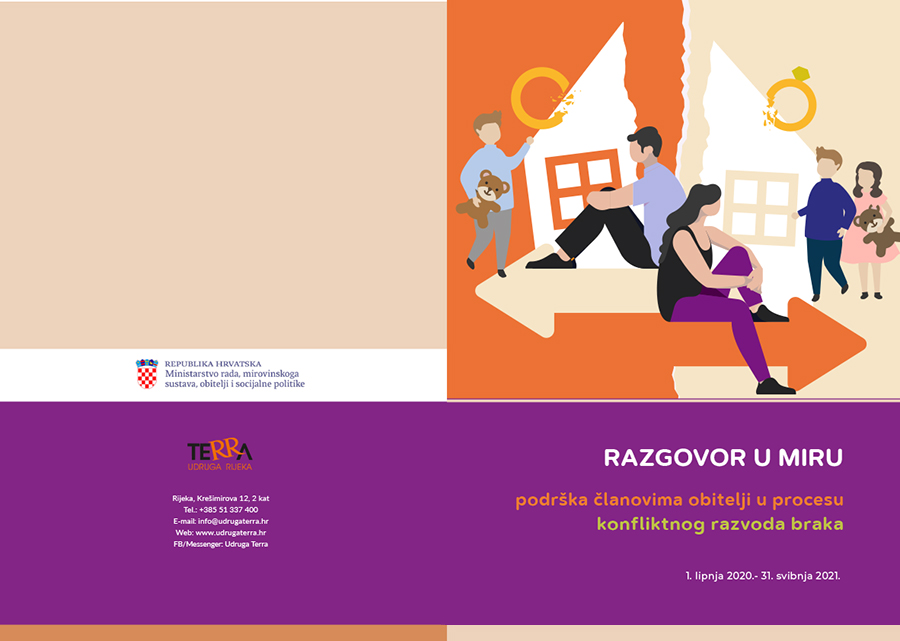 REPUBLIKA HRVATSKA
Ministarstvo rada, mirovinskoga
sustava, obitelji i socijalne politike
TERRA
UDRUGA RIJEKA
Rijeka, Krešimirova 12, 2 kat
Tel.: +385 51 337 400
E-mail: info@udrugaterra.hr
Web: www.udrugaterra.hr
FB/Messenger: Udruga Terra
RAZGOVOR U MIRU
podrška članovima obitelji u procesu
konfliktnog razvoda braka
1. lipnja 2020.- 31. svibnja 2021.